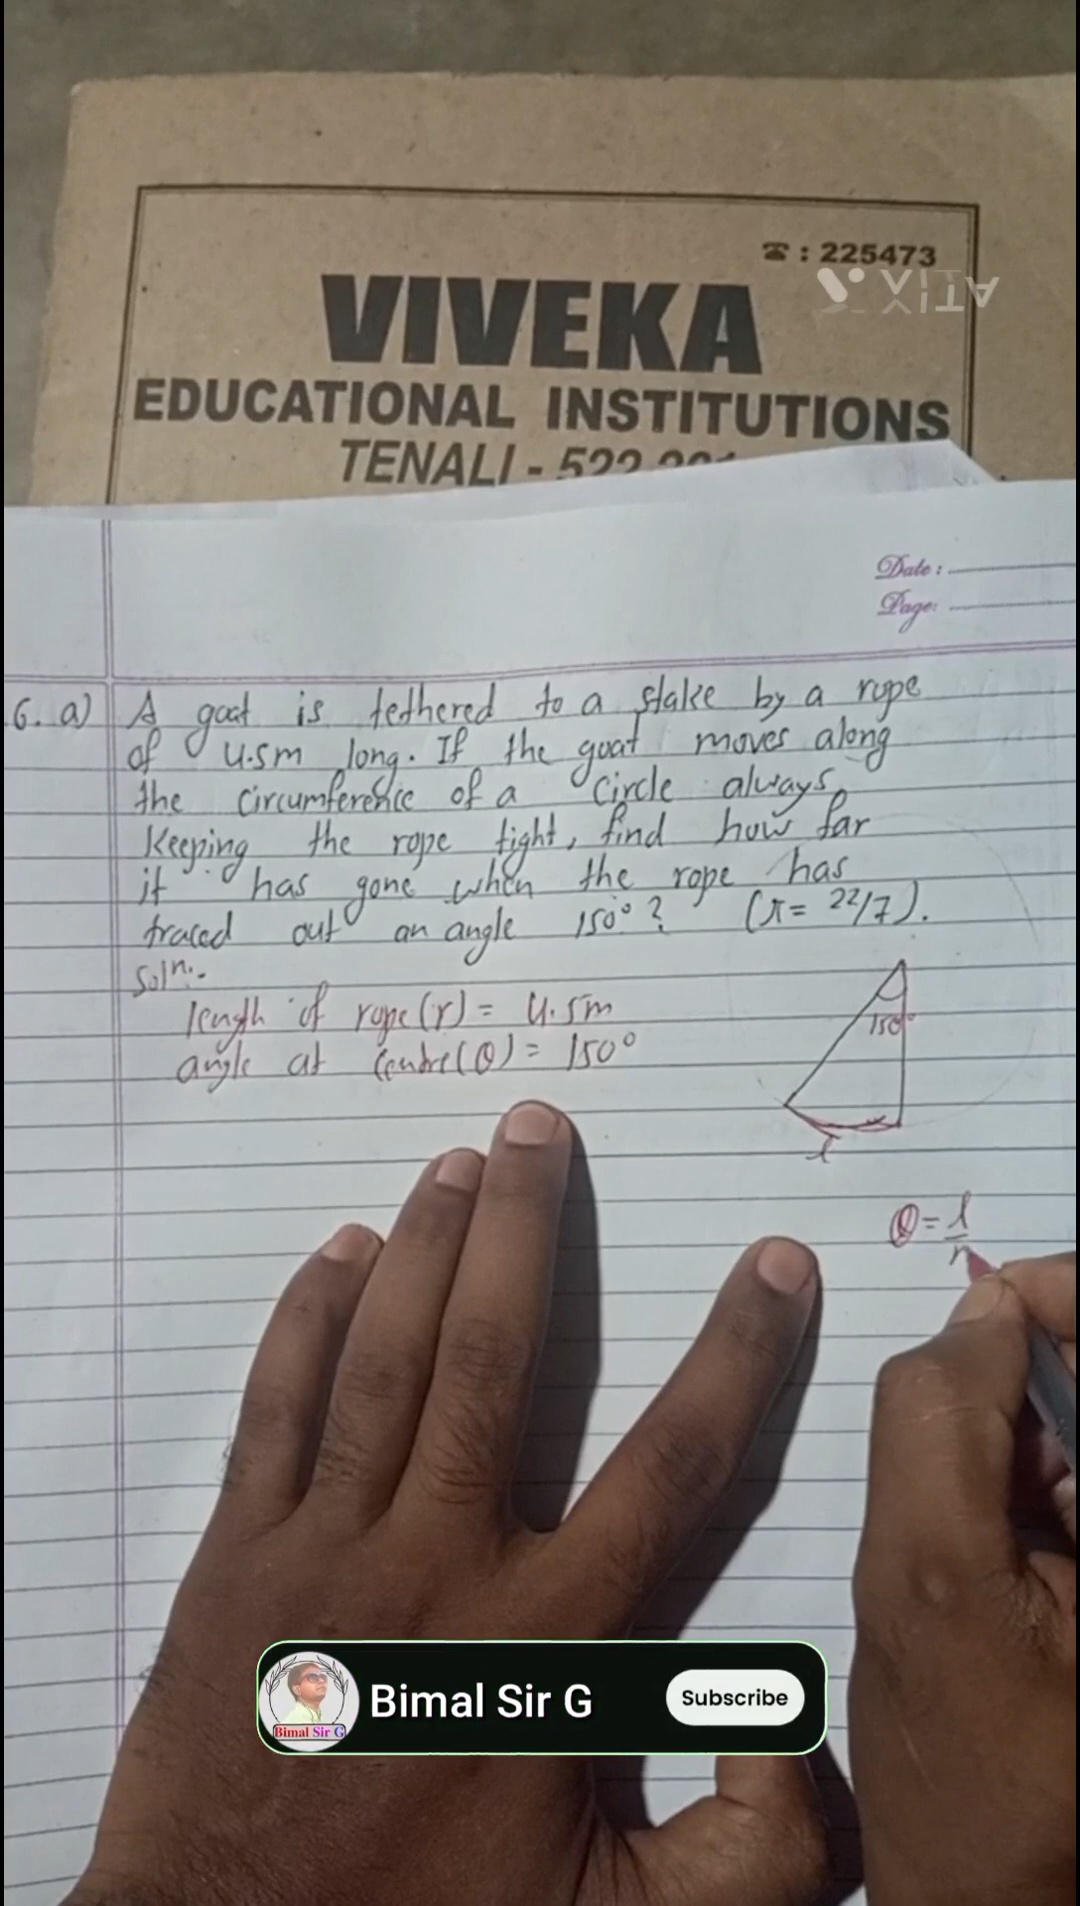 ☎ : 225473
VITA
VIVEKA
EDUCATIONAL INSTITUTIONS
TENALI - 522
Date :
Page:
6. a) A goat is tethered to a stake by a rope
of 4.5m long. If the goat moves along
the circumference of a circle always
Keeping the rope tight, find how far
it has gone when the rope has
traced out an angle 150° ? (π = 22/7).
Soln:-
length of rope (r) = 4.5m
angle at centre (θ) = 150°
150°
l
θ = l/r
Bimal Sir G
Bimal Sir G
Subscribe